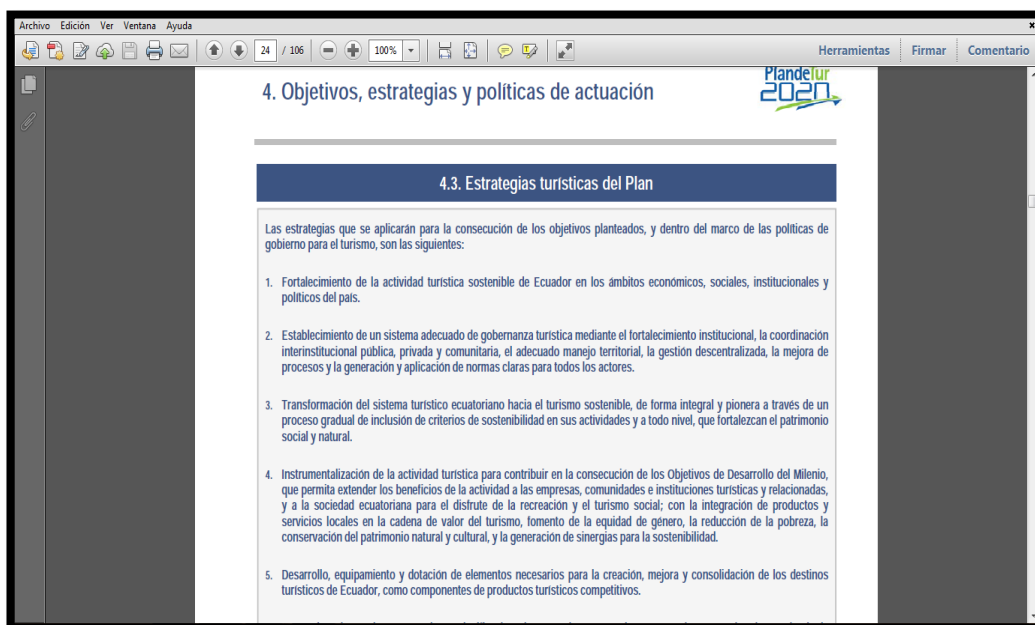 Archivo Edición Ver Ventana Ayuda
24 / 106 100% Herramientas Firmar Comentario
4. Objetivos, estrategias y políticas de actuación
Plandetur
2020
4.3. Estrategias turísticas del Plan
Las estrategias que se aplicarán para la consecución de los objetivos planteados, y dentro del marco de las políticas de
gobierno para el turismo, son las siguientes:
1. Fortalecimiento de la actividad turística sostenible de Ecuador en los ámbitos económicos, sociales, institucionales y
políticos del país.
2. Establecimiento de un sistema adecuado de gobernanza turística mediante el fortalecimiento institucional, la coordinación
interinstitucional pública, privada y comunitaria, el adecuado manejo territorial, la gestión descentralizada, la mejora de
procesos y la generación y aplicación de normas claras para todos los actores.
3. Transformación del sistema turístico ecuatoriano hacia el turismo sostenible, de forma integral y pionera a través de un
proceso gradual de inclusión de criterios de sostenibilidad en sus actividades y a todo nivel, que fortalezcan el patrimonio
social y natural.
4. Instrumentalización de la actividad turística para contribuir en la consecución de los Objetivos de Desarrollo del Milenio,
que permita extender los beneficios de la actividad a las empresas, comunidades e instituciones turísticas y relacionadas,
y a la sociedad ecuatoriana para el disfrute de la recreación y el turismo social; con la integración de productos y
servicios locales en la cadena de valor del turismo, fomento de la equidad de género, la reducción de la pobreza, la
conservación del patrimonio natural y cultural, y la generación de sinergias para la sostenibilidad.
5. Desarrollo, equipamiento y dotación de elementos necesarios para la creación, mejora y consolidación de los destinos
turísticos de Ecuador, como componentes de productos turísticos competitivos.